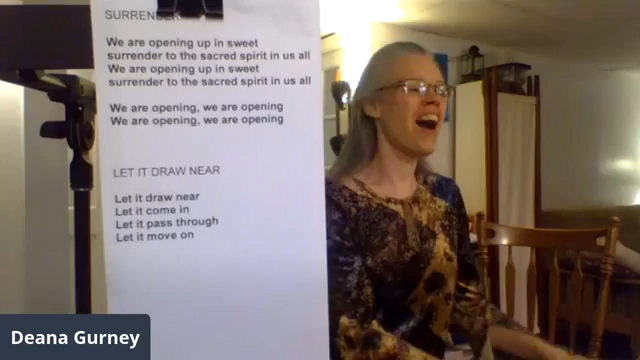 SURRENDER
We are opening up in sweet
surrender to the sacred spirit in us all
We are opening up in sweet
surrender to the sacred spirit in us all
We are opening, we are opening
We are opening, we are opening
LET IT DRAW NEAR
Let it draw near
Let it come in
Let it pass through
Let it move on
Deana Gurney